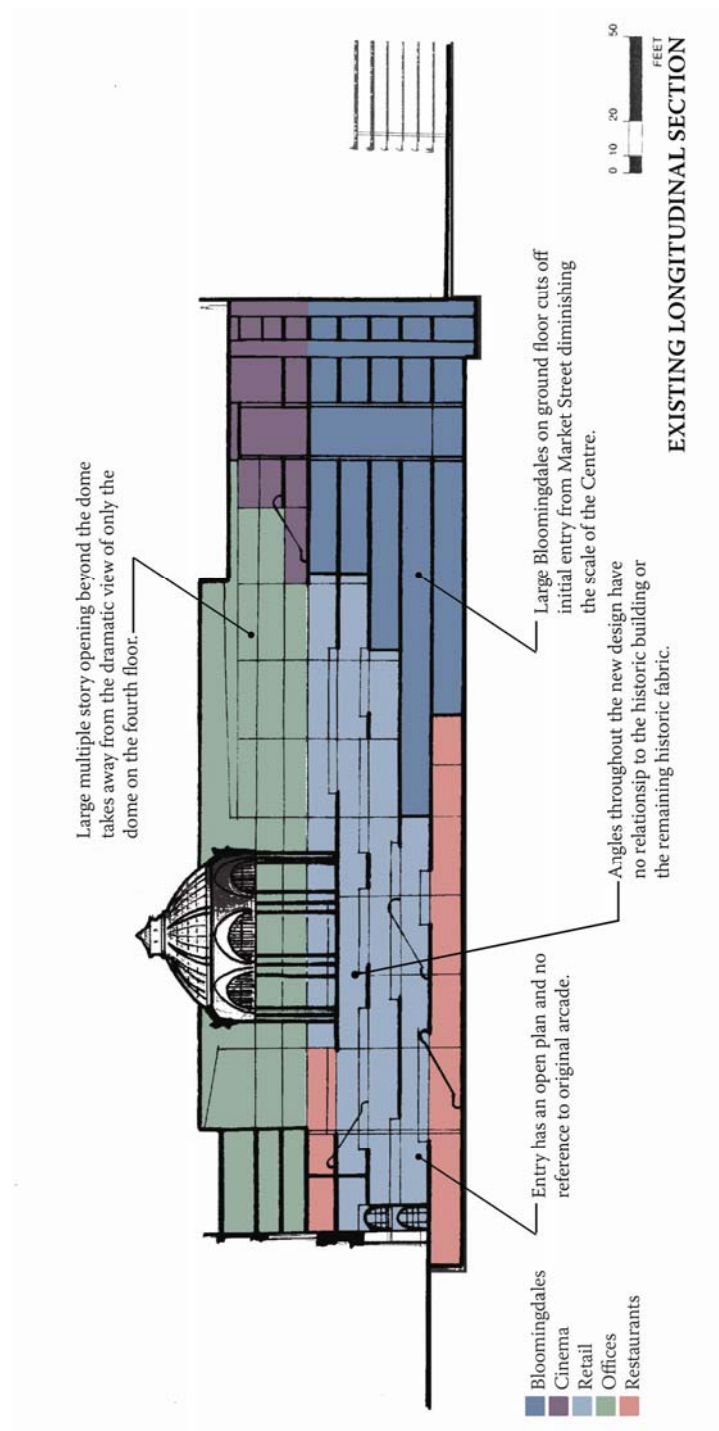 Large multiple story opening beyond the dome
takes away from the dramatic view of only the
dome on the fourth floor.
Entry has an open plan and no
reference to original arcade.
Angles throughout the new design have
no relationsip to the historic building or
the remaining historic fabric.
Large Bloomingdales on ground floor cuts off
initial entry from Market Street diminishing
the scale of the Centre.
Bloomingdales
Cinema
Retail
Offices
Restaurants
0 10 20 50
FEET
EXISTING LONGITUDINAL SECTION